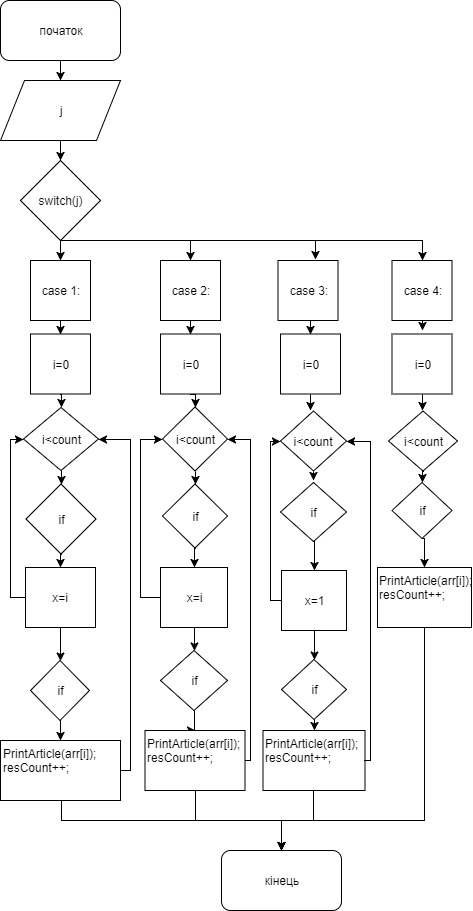 початок
j
switch(j)
case 1:
case 2:
case 3:
case 4:
i=0
i=0
i=0
i=0
i<count
i<count
i<count
i<count
if
if
if
if
x=i
x=i
x=1
PrintArticle(arr[i]);
resCount++;
if
if
if
PrintArticle(arr[i]);
resCount++;
PrintArticle(arr[i]);
resCount++;
PrintArticle(arr[i]);
resCount++;
кінець